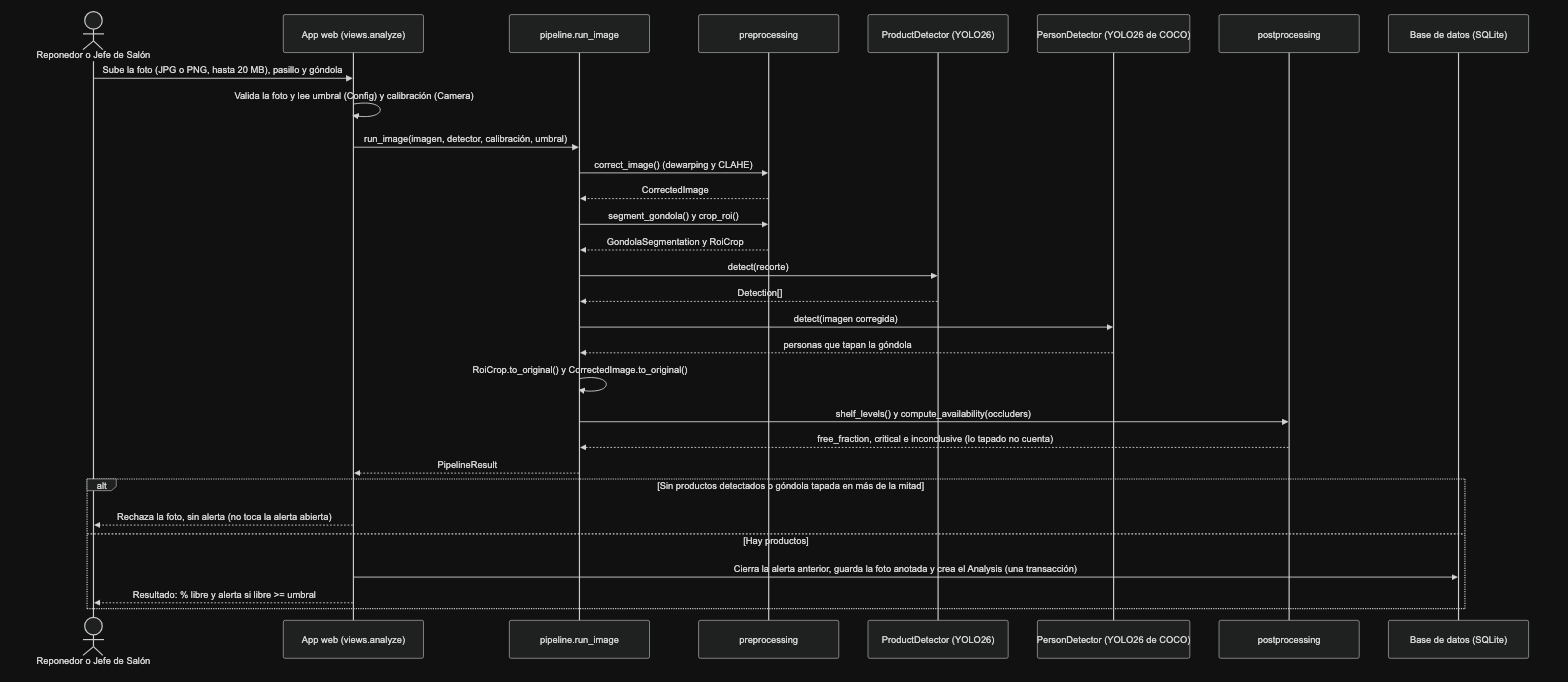 Reponedor o Jefe de Salón
App web (views.analyze)
pipeline.run_image
preprocessing
ProductDetector (YOLO26)
PersonDetector (YOLO26 de COCO)
postprocessing
Base de datos (SQLite)
Sube la foto (JPG o PNG, hasta 20 MB), pasillo y góndola
Valida la foto y lee umbral (Config) y calibración (Camera)
run_image(imagen, detector, calibración, umbral)
correct_image() (dewarping y CLAHE)
CorrectedImage
segment_gondola() y crop_roi()
GondolaSegmentation y RoiCrop
detect(recorte)
Detection[]
detect(imagen corregida)
personas que tapan la góndola
RoiCrop.to_original() y CorrectedImage.to_original()
shelf_levels() y compute_availability(occluders)
free_fraction, critical e inconclusive (lo tapado no cuenta)
PipelineResult
alt
[Sin productos detectados o góndola tapada en más de la mitad]
Rechaza la foto, sin alerta (no toca la alerta abierta)
[Hay productos]
Cierra la alerta anterior, guarda la foto anotada y crea el Analysis (una transacción)
Resultado: % libre y alerta si libre >= umbral
Reponedor o Jefe de Salón
App web (views.analyze)
pipeline.run_image
preprocessing
ProductDetector (YOLO26)
PersonDetector (YOLO26 de COCO)
postprocessing
Base de datos (SQLite)